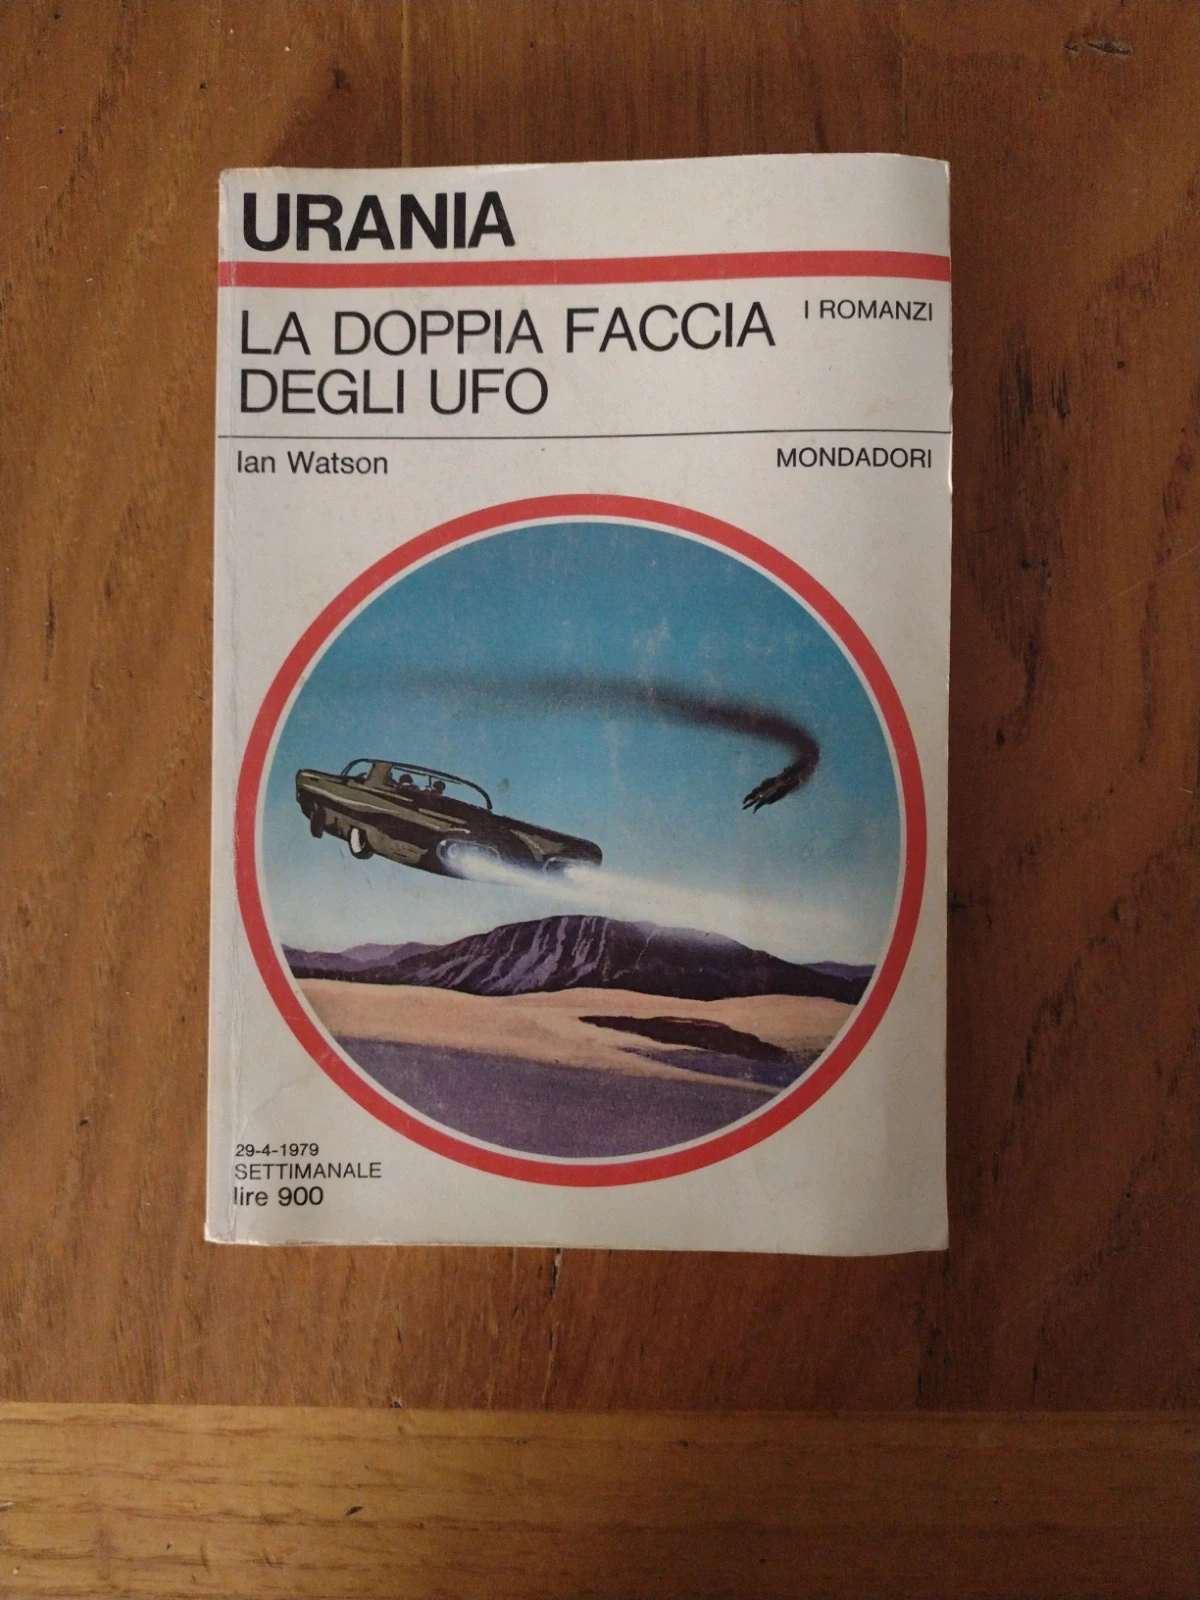 URANIA
LA DOPPIA FACCIA
DEGLI UFO
I ROMANZI
Ian Watson
MONDADORI
29-4-1979
SETTIMANALE
lire 900